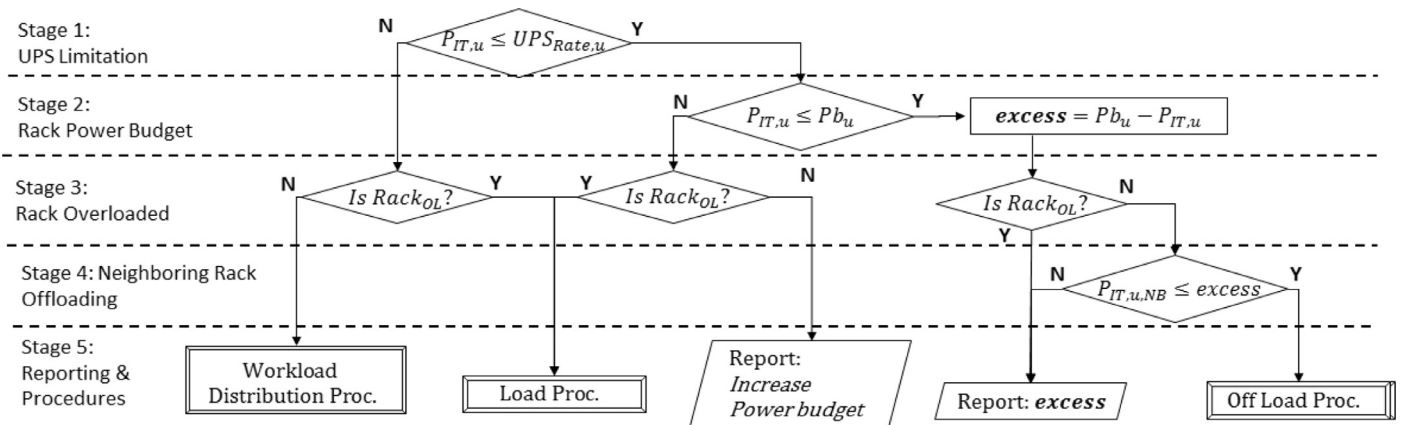 Stage 1:
UPS Limitation
N
P_{IT,u} ≤ UPS_{Rate,u}
Y
Stage 2:
Rack Power Budget
N
P_{IT,u} ≤ Pb_u
Y
excess = Pb_u − P_{IT,u}
Stage 3:
Rack Overloaded
N
Is Rack_{OL}?
Y
Y
Is Rack_{OL}?
N
Is Rack_{OL}?
N
Y
Stage 4: Neighboring Rack
Offloading
N
P_{IT,u,NB} ≤ excess
Y
Stage 5:
Reporting &
Procedures
Workload
Distribution Proc.
Load Proc.
Report:
Increase
Power budget
Report: excess
Off Load Proc.